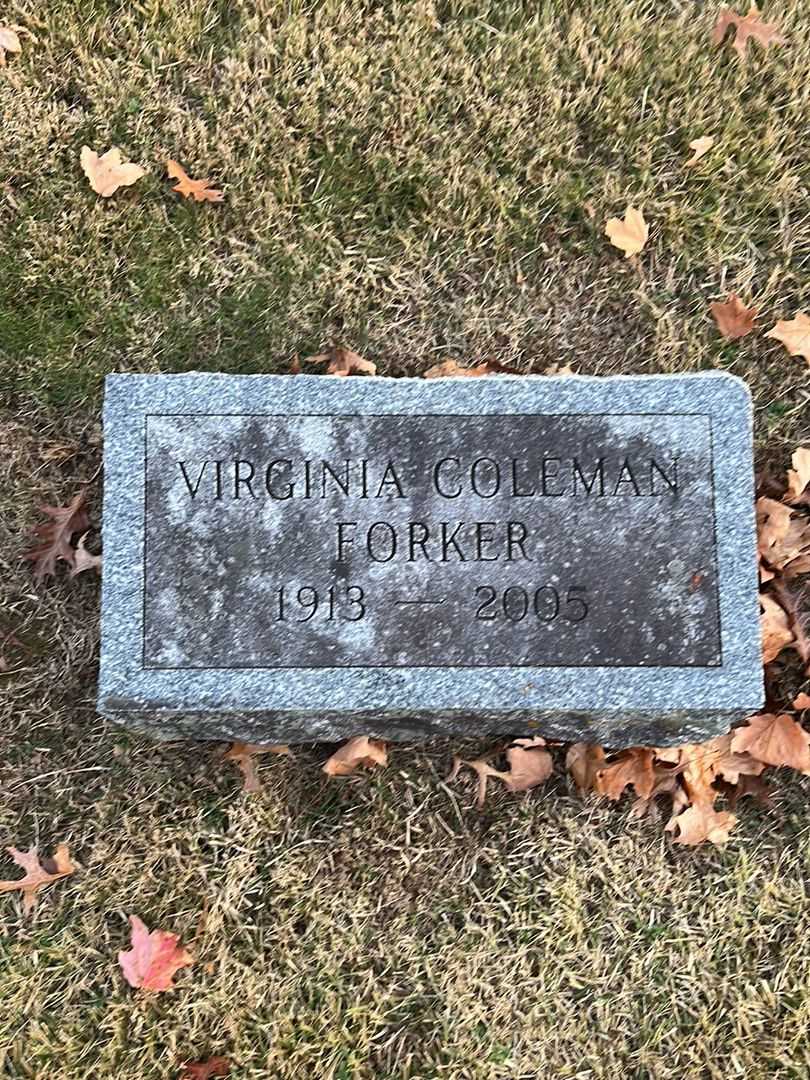 VIRGINIA COLEMAN
FORKER
1913 — 2005